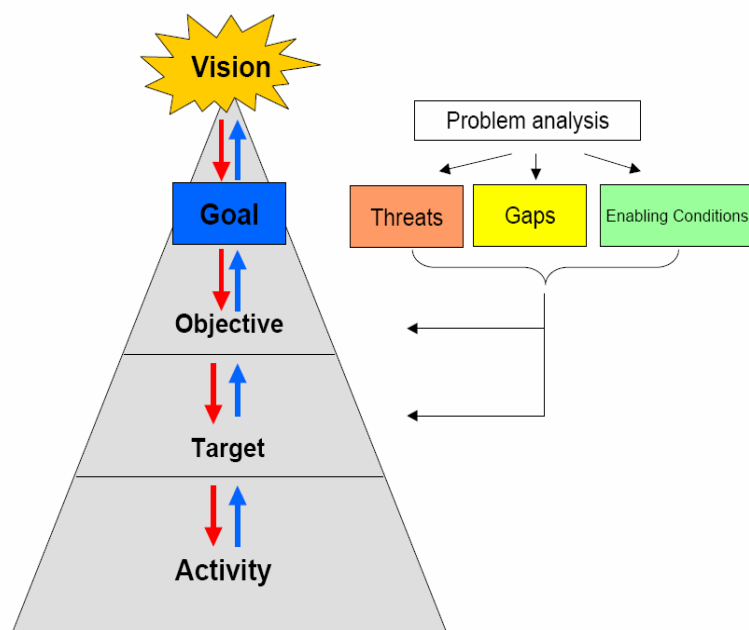 Vision
Problem analysis
Goal
Threats
Gaps
Enabling Conditions
Objective
Target
Activity